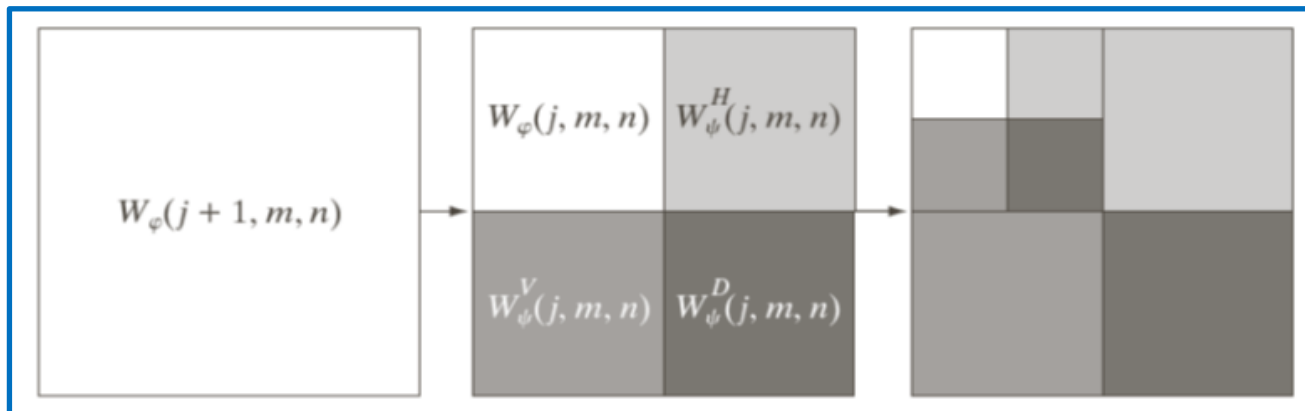 W_φ(j + 1, m, n)
W_φ(j, m, n)
W_ψ^H(j, m, n)
W_ψ^V(j, m, n)
W_ψ^D(j, m, n)